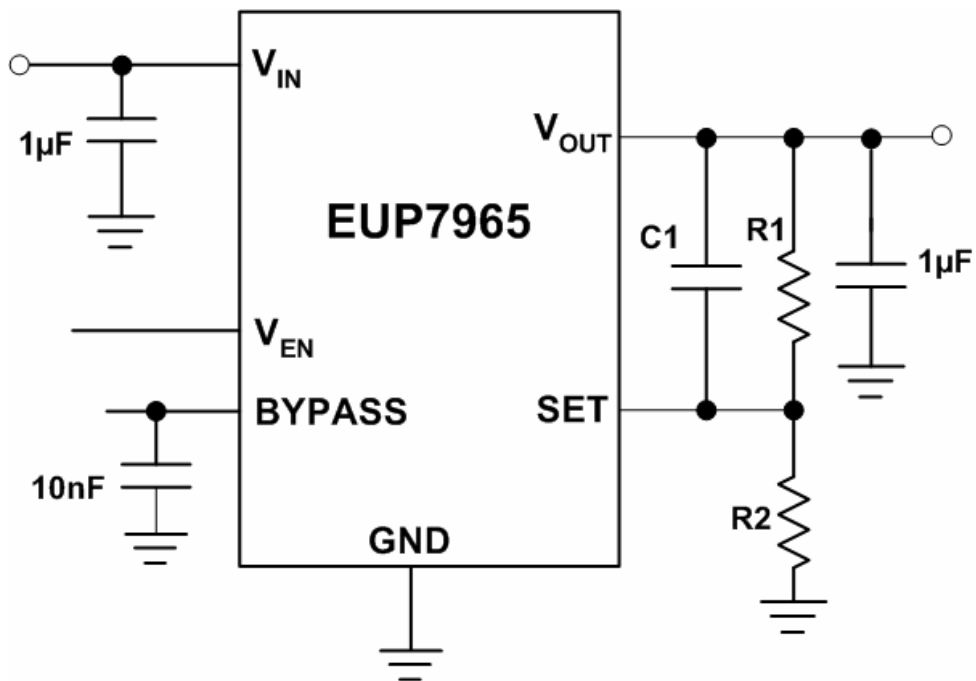 V_IN
1µF
V_OUT
EUP7965
C1
R1
1µF
V_EN
BYPASS
SET
10nF
R2
GND